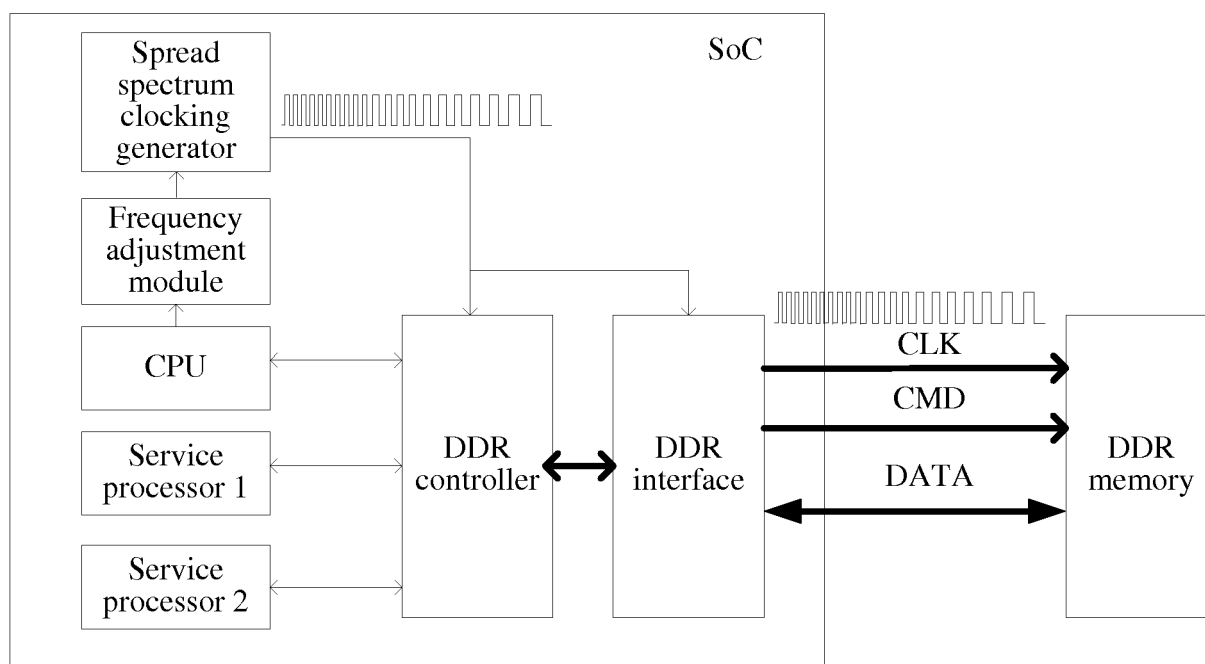 Spread
spectrum
clocking
generator
SoC
Frequency
adjustment
module
CPU
Service
processor 1
Service
processor 2
DDR
controller
DDR
interface
CLK
CMD
DATA
DDR
memory